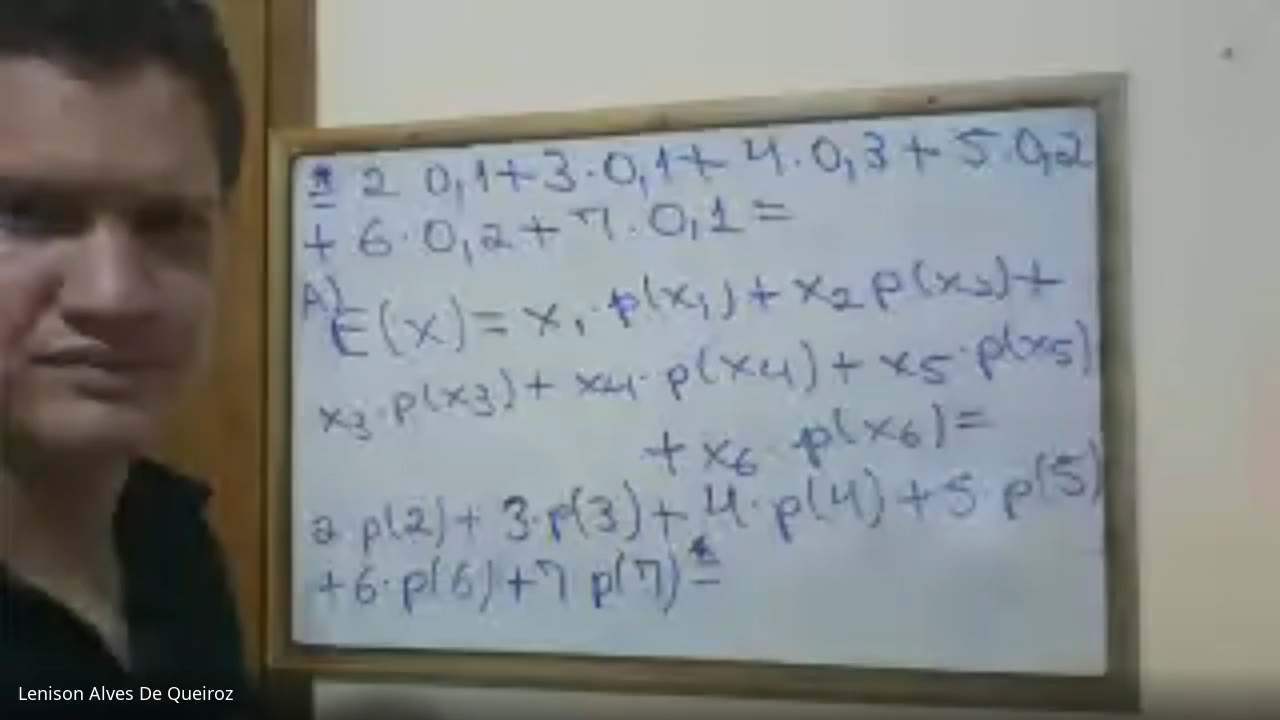 * 2 0,1+3·0,1+ 4·0,3+5·0,2
+ 6·0,2+7·0,1=
A)
E(x)= x₁·p(x₁)+x₂ p(x₂)+
x₃·p(x₃)+ x₄·p(x₄)+ x₅·p(x₅)
+ x₆·p(x₆)=
2 p(2)+ 3·p(3)+ 4·p(4)+5·p(5)
+6·p(6)+7 p(7)*=
Lenison Alves De Queiroz